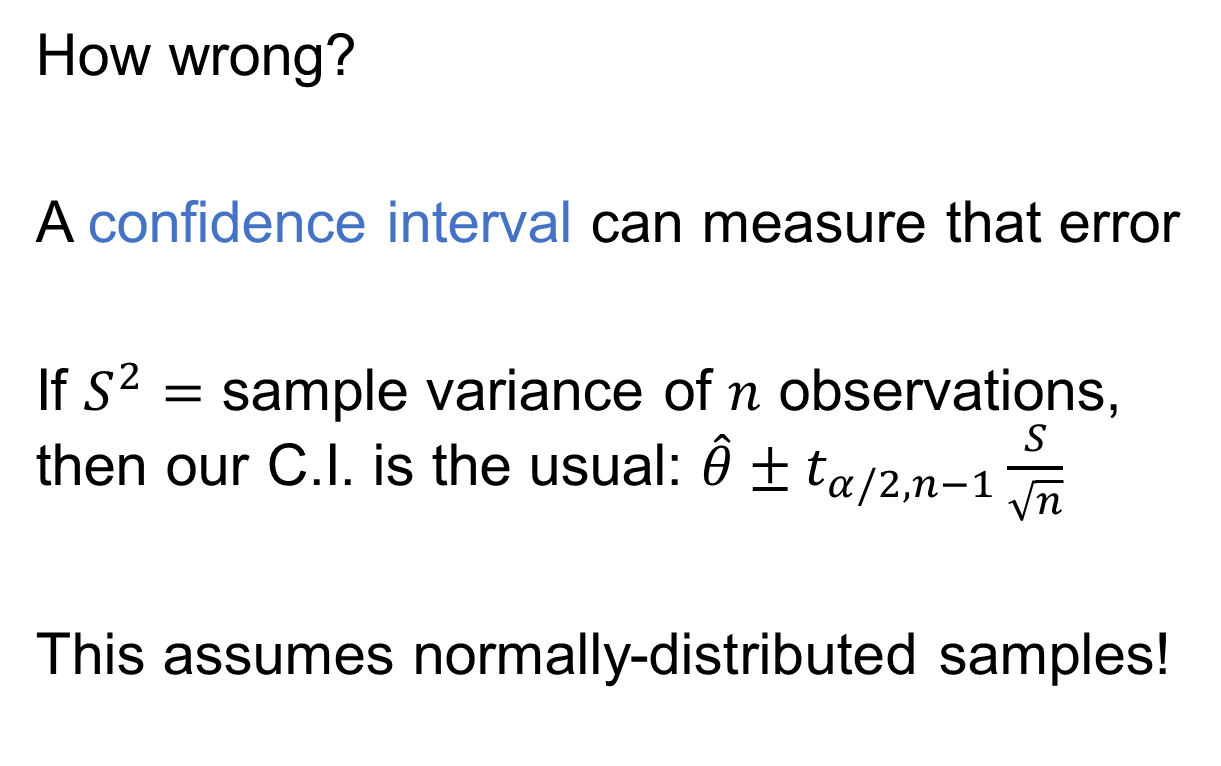 How wrong?
A confidence interval can measure that error
If 𝑆² = sample variance of 𝑛 observations,
then our C.I. is the usual: 𝜃̂ ± 𝑡_{𝛼/2,𝑛−1} 𝑆/√𝑛
This assumes normally-distributed samples!